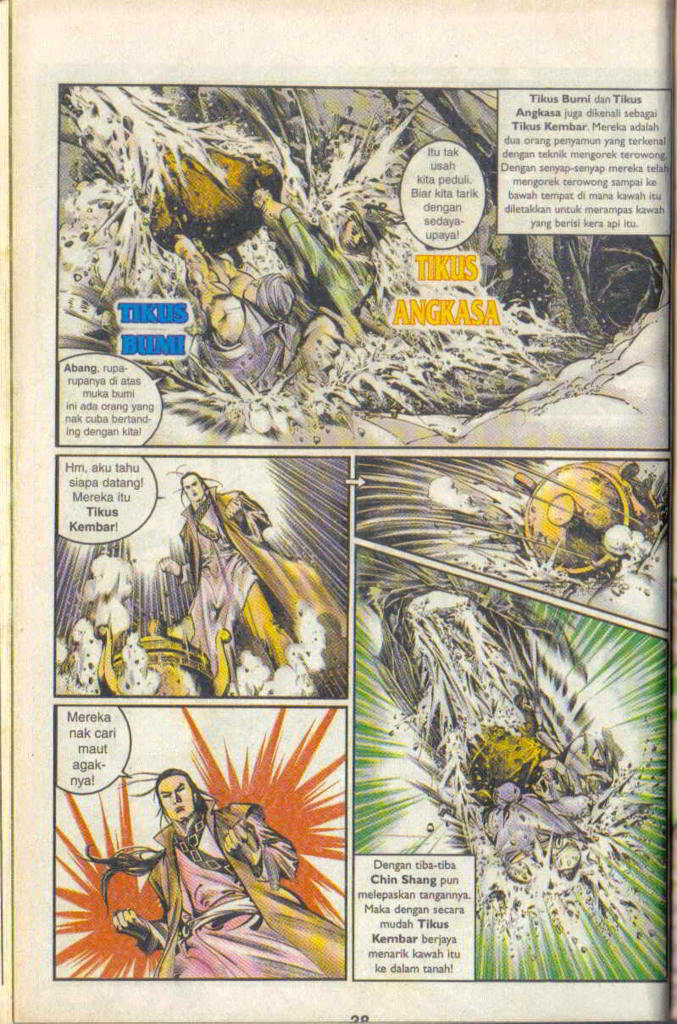 Tikus Bumi dan Tikus
Angkasa juga dikenali sebagai
Tikus Kembar. Mereka adalah
dua orang penyamun yang terkenal
dengan teknik mengorek terowong.
Dengan senyap-senyap mereka telah
mengorek terowong sampai ke
bawah tempat di mana kawah itu
diletakkan untuk merampas kawah
yang berisi kera api itu.
Itu tak
usah
kita peduli.
Biar kita tarik
dengan
sedaya-
upaya!
TIKUS
ANGKASA
TIKUS
BUMI
Abang, rupa-
rupanya di atas
muka bumi
ini ada orang yang
nak cuba bertand-
ing dengan kita!
Hm, aku tahu
siapa datang!
Mereka itu
Tikus
Kembar!
Mereka
nak cari
maut
agak-
nya!
Dengan tiba-tiba
Chin Shang pun
melepaskan tangannya.
Maka dengan secara
mudah Tikus
Kembar berjaya
menarik kawah itu
ke dalam tanah!